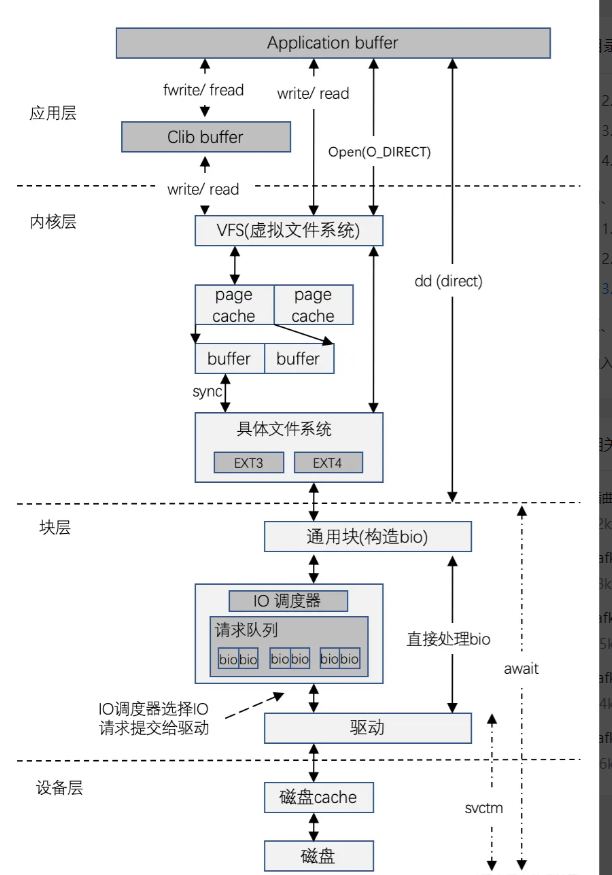 Application buffer
fwrite/ fread
write/ read
应用层
Clib buffer
Open(O_DIRECT)
write/ read
内核层
VFS(虚拟文件系统)
dd (direct)
page cache
page cache
buffer
buffer
sync
具体文件系统
EXT3
EXT4
块层
通用块(构造bio)
IO 调度器
请求队列
直接处理bio
bio bio
bio bio
bio bio
await
IO调度器选择IO
请求提交给驱动
驱动
设备层
磁盘cache
svctm
磁盘